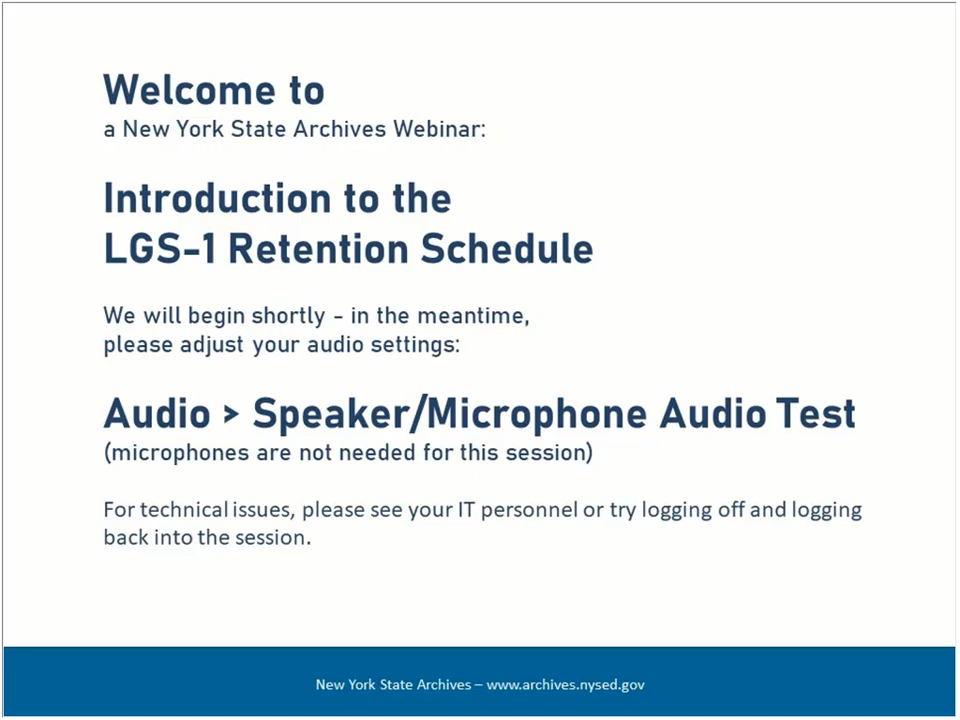 Welcome to
a New York State Archives Webinar:
Introduction to the
LGS-1 Retention Schedule
We will begin shortly - in the meantime,
please adjust your audio settings:
Audio > Speaker/Microphone Audio Test
(microphones are not needed for this session)
For technical issues, please see your IT personnel or try logging off and logging
back into the session.
New York State Archives – www.archives.nysed.gov